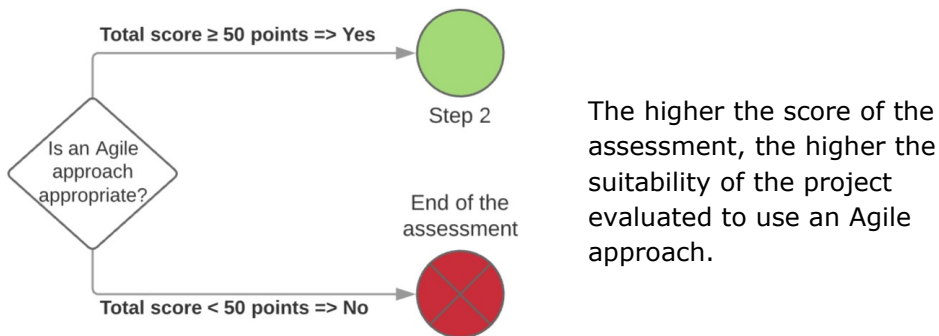 Total score ≥ 50 points => Yes
Step 2
Is an Agile
approach
appropriate?
End of the
assessment
Total score < 50 points => No
The higher the score of the
assessment, the higher the
suitability of the project
evaluated to use an Agile
approach.